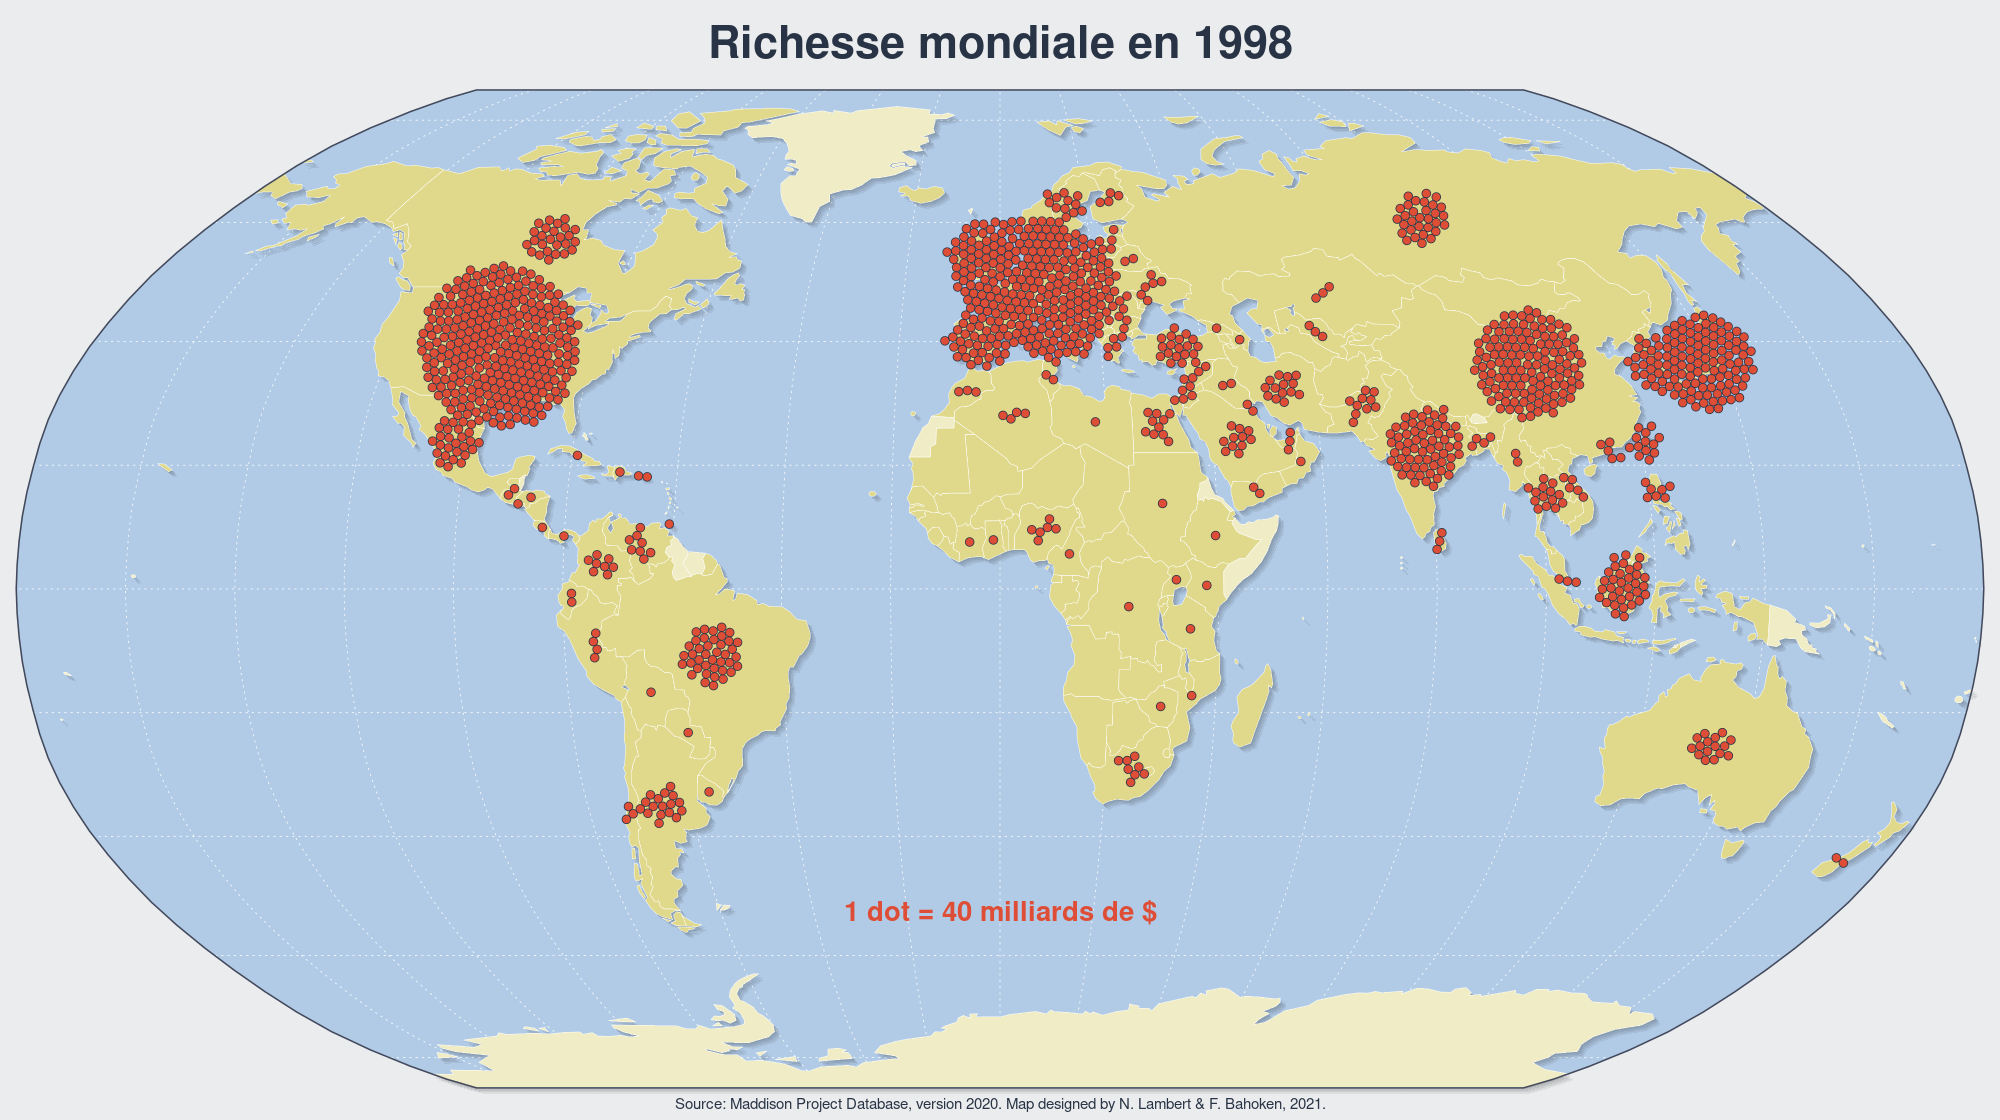 Richesse mondiale en 1998
1 dot = 40 milliards de $
Source: Maddison Project Database, version 2020. Map designed by N. Lambert & F. Bahoken, 2021.